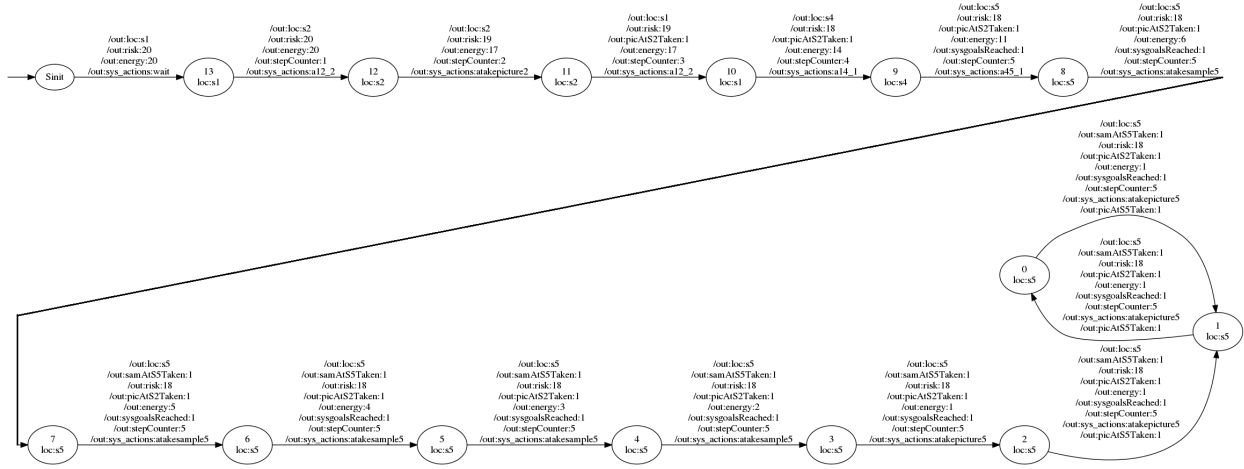 /out:loc:s1
/out:risk:20
/out:energy:20
/out:sys_actions:wait
/out:loc:s2
/out:risk:20
/out:energy:20
/out:stepCounter:1
/out:sys_actions:a12_2
/out:loc:s2
/out:risk:19
/out:energy:17
/out:stepCounter:2
/out:sys_actions:atakepicture2
/out:loc:s1
/out:risk:19
/out:picAtS2Taken:1
/out:energy:17
/out:stepCounter:3
/out:sys_actions:a12_2
/out:loc:s4
/out:risk:18
/out:picAtS2Taken:1
/out:energy:14
/out:stepCounter:4
/out:sys_actions:a14_1
/out:loc:s5
/out:risk:18
/out:picAtS2Taken:1
/out:energy:11
/out:sysgoalsReached:1
/out:stepCounter:5
/out:sys_actions:a45_1
/out:loc:s5
/out:risk:18
/out:picAtS2Taken:1
/out:energy:6
/out:sysgoalsReached:1
/out:stepCounter:5
/out:sys_actions:atakesample5
Sinit
13
loc:s1
12
loc:s2
11
loc:s2
10
loc:s1
9
loc:s4
8
loc:s5
/out:loc:s5
/out:samAtS5Taken:1
/out:risk:18
/out:picAtS2Taken:1
/out:energy:1
/out:sysgoalsReached:1
/out:stepCounter:5
/out:sys_actions:atakepicture5
/out:picAtS5Taken:1
0
loc:s5
/out:loc:s5
/out:samAtS5Taken:1
/out:risk:18
/out:picAtS2Taken:1
/out:energy:1
/out:sysgoalsReached:1
/out:stepCounter:5
/out:sys_actions:atakepicture5
/out:picAtS5Taken:1
1
loc:s5
/out:loc:s5
/out:samAtS5Taken:1
/out:risk:18
/out:picAtS2Taken:1
/out:energy:5
/out:sysgoalsReached:1
/out:stepCounter:5
/out:sys_actions:atakesample5
/out:loc:s5
/out:samAtS5Taken:1
/out:risk:18
/out:picAtS2Taken:1
/out:energy:4
/out:sysgoalsReached:1
/out:stepCounter:5
/out:sys_actions:atakesample5
/out:loc:s5
/out:samAtS5Taken:1
/out:risk:18
/out:picAtS2Taken:1
/out:energy:3
/out:sysgoalsReached:1
/out:stepCounter:5
/out:sys_actions:atakesample5
/out:loc:s5
/out:samAtS5Taken:1
/out:risk:18
/out:picAtS2Taken:1
/out:energy:2
/out:sysgoalsReached:1
/out:stepCounter:5
/out:sys_actions:atakesample5
/out:loc:s5
/out:samAtS5Taken:1
/out:risk:18
/out:picAtS2Taken:1
/out:energy:1
/out:sysgoalsReached:1
/out:stepCounter:5
/out:sys_actions:atakepicture5
/out:loc:s5
/out:samAtS5Taken:1
/out:risk:18
/out:picAtS2Taken:1
/out:energy:1
/out:sysgoalsReached:1
/out:stepCounter:5
/out:sys_actions:atakepicture5
/out:picAtS5Taken:1
7
loc:s5
6
loc:s5
5
loc:s5
4
loc:s5
3
loc:s5
2
loc:s5